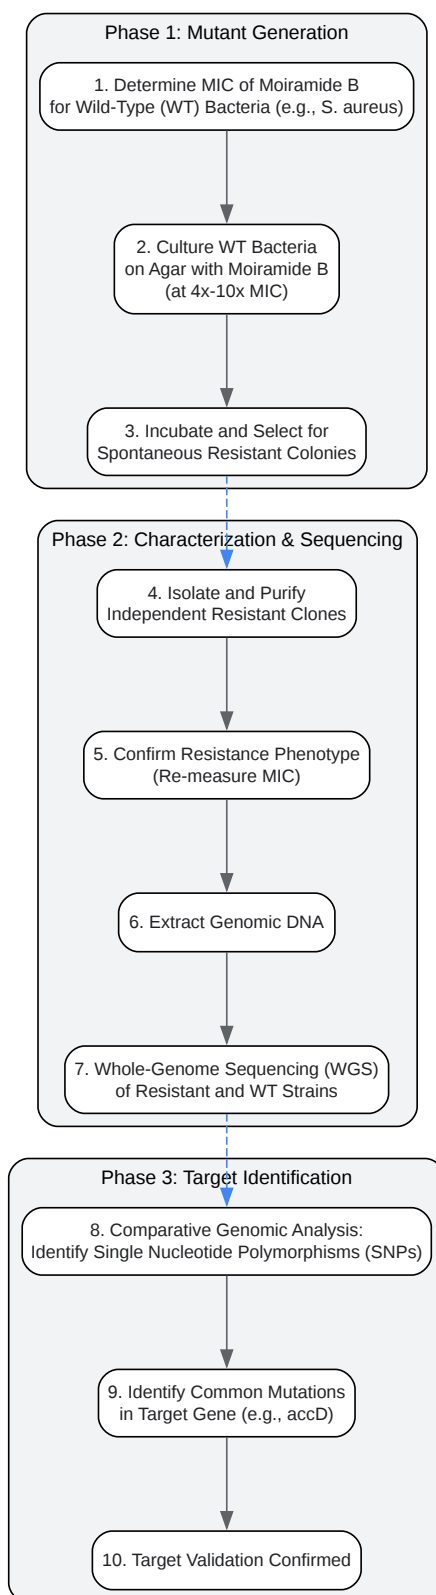 Phase 1: Mutant Generation
1. Determine MIC of Moiramide B
for Wild-Type (WT) Bacteria (e.g., S. aureus)
2. Culture WT Bacteria
on Agar with Moiramide B
(at 4x-10x MIC)
3. Incubate and Select for
Spontaneous Resistant Colonies
Phase 2: Characterization & Sequencing
4. Isolate and Purify
Independent Resistant Clones
5. Confirm Resistance Phenotype
(Re-measure MIC)
6. Extract Genomic DNA
7. Whole-Genome Sequencing (WGS)
of Resistant and WT Strains
Phase 3: Target Identification
8. Comparative Genomic Analysis:
Identify Single Nucleotide Polymorphisms (SNPs)
9. Identify Common Mutations
in Target Gene (e.g., accD)
10. Target Validation Confirmed